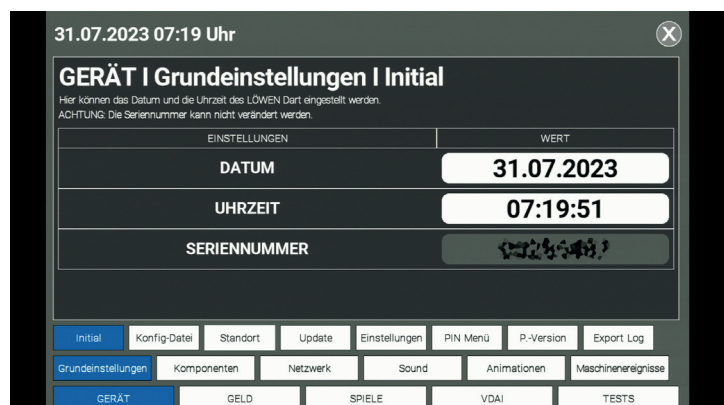 31.07.2023 07:19 Uhr
X
GERÄT I Grundeinstellungen I Initial
Hier können das Datum und die Uhrzeit des LÖWEN Dart eingestellt werden.
ACHTUNG: Die Seriennummer kann nicht verändert werden.
EINSTELLUNGEN WERT
DATUM 31.07.2023
UHRZEIT 07:19:51
SERIENNUMMER
Initial Konfig-Datei Standort Update Einstellungen PIN Menü P.-Version Export Log
Grundeinstellungen Komponenten Netzwerk Sound Animationen Maschinenereignisse
GERÄT GELD SPIELE VDAI TESTS